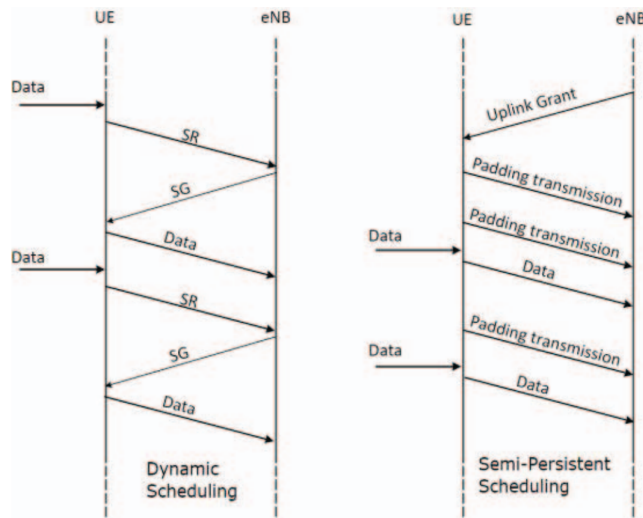 UE
eNB
Data
SR
SG
Data
Data
SR
SG
Data
Dynamic
Scheduling
UE
eNB
Uplink Grant
Padding transmission
Padding transmission
Data
Data
Padding transmission
Data
Data
Semi-Persistent
Scheduling